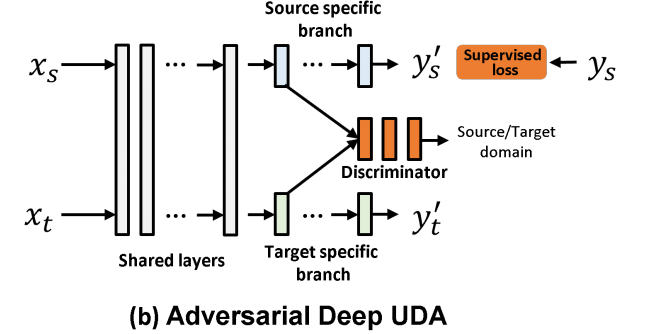 Source specific
branch
x_s
...
...
y'_s
Supervised
loss
y_s
Source/Target
domain
Discriminator
x_t
...
...
y'_t
Shared layers
Target specific
branch
(b) Adversarial Deep UDA